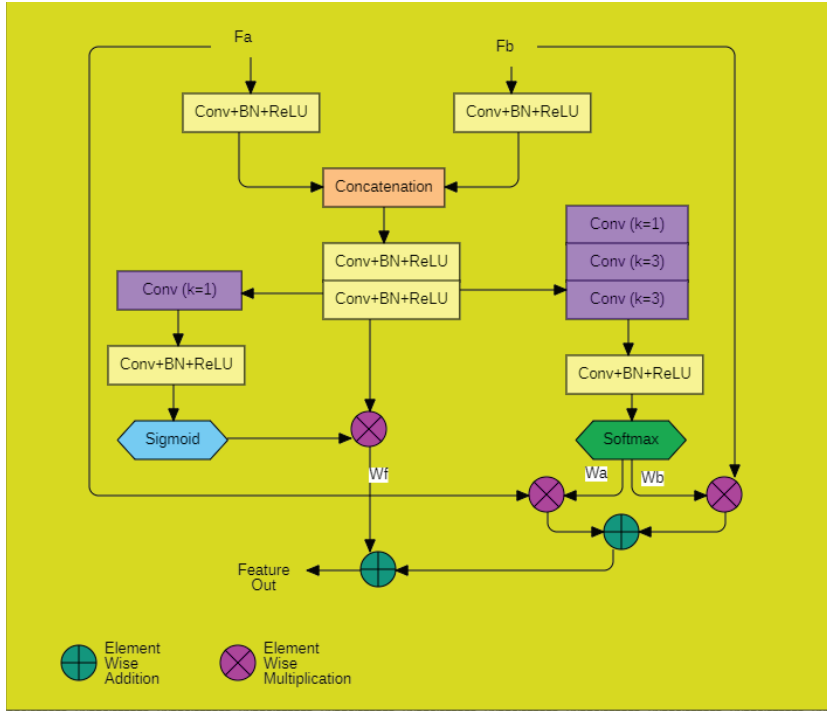 Fa
Fb
Conv+BN+ReLU
Conv+BN+ReLU
Concatenation
Conv (k=1)
Conv+BN+ReLU
Conv (k=3)
Conv (k=1)
Conv+BN+ReLU
Conv (k=3)
Conv+BN+ReLU
Conv+BN+ReLU
Sigmoid
Softmax
Wf
Wa
Wb
Feature
Out
Element
Wise
Addition
Element
Wise
Multiplication